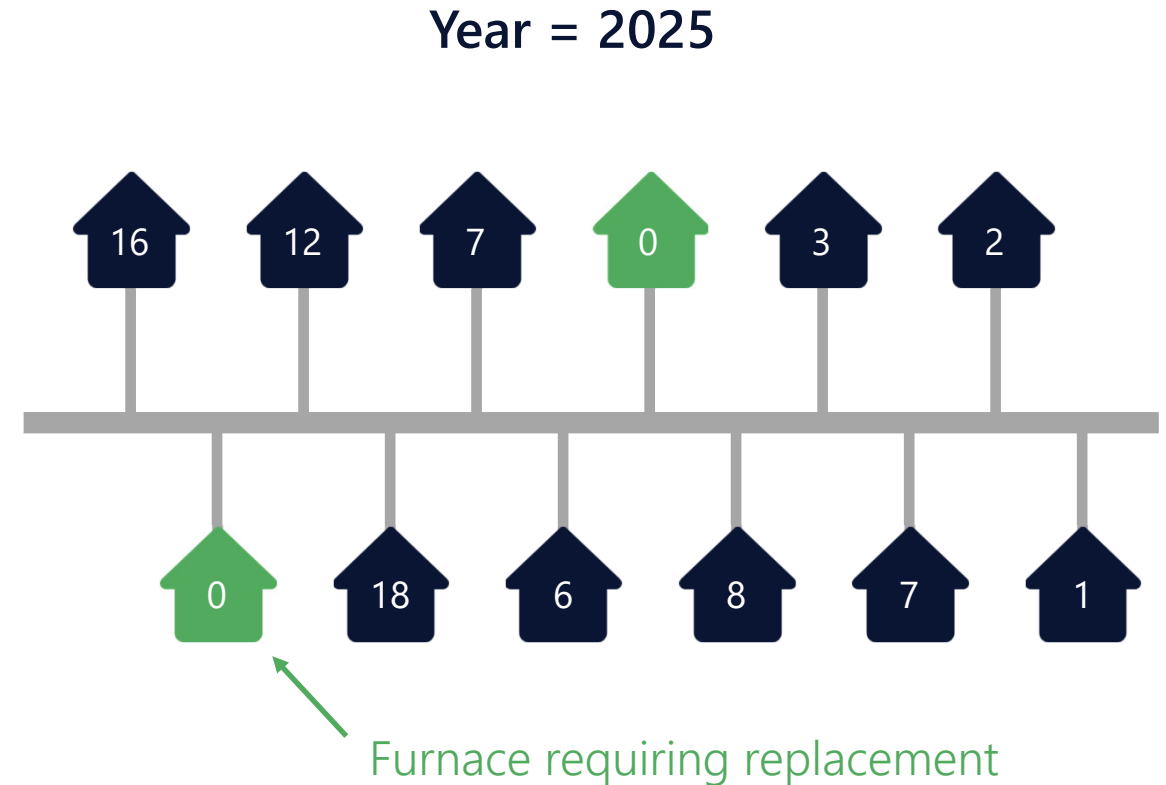 Year = 2025
16 12 7 0 3 2
0 18 6 8 7 1
Furnace requiring replacement